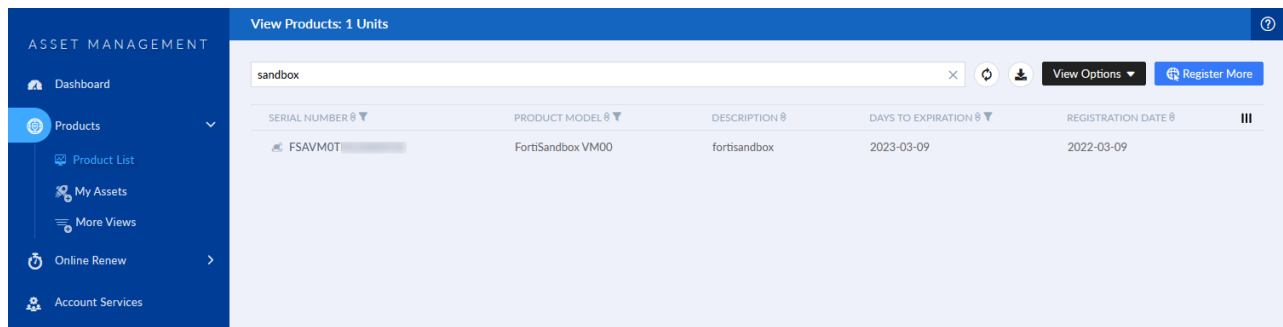 ASSET MANAGEMENT
Dashboard
Products
Product List
My Assets
More Views
Online Renew
Account Services
View Products: 1 Units
sandbox
View Options
Register More
SERIAL NUMBER PRODUCT MODEL DESCRIPTION DAYS TO EXPIRATION REGISTRATION DATE
FSAVM0T FortiSandbox VM00 fortisandbox 2023-03-09 2022-03-09